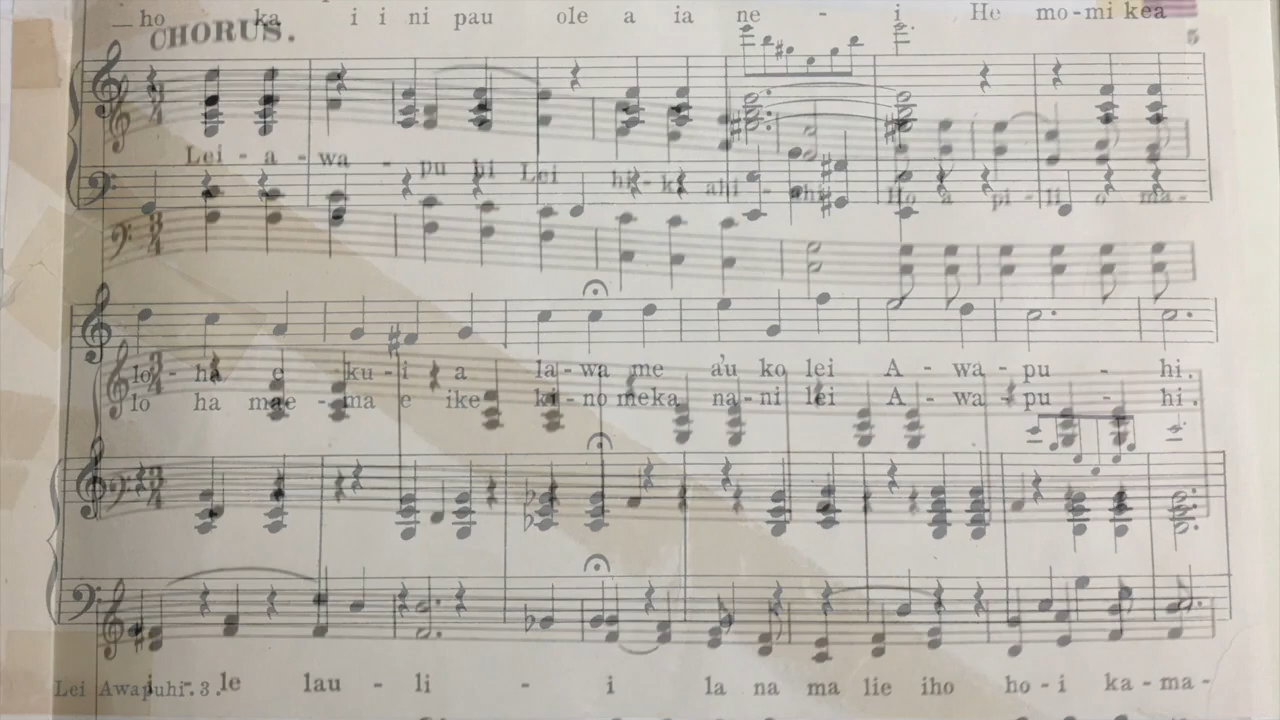 ho ka i i ni pau ole a ia ne - i He mo-mi kea
CHORUS.
5
Lei - a - wa - pu hi Lei hi - ki ahi - ahi Ho a pi - li o ma-
lo - ha e ku - i a la - wa me a'u ko lei A - wa - pu - hi.
lo ha mae - ma e ike ki - no meka na - ni lei A - wa - pu - hi.
i - le lau - li - i la na ma lie iho ho - i ka - ma-
Lei Awapuhi. 3.